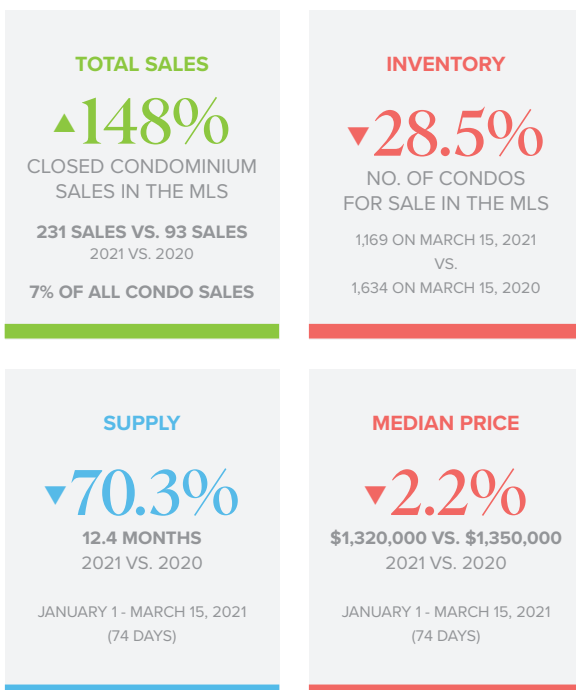 TOTAL SALES
▲148%
CLOSED CONDOMINIUM
SALES IN THE MLS
231 SALES VS. 93 SALES
2021 VS. 2020
7% OF ALL CONDO SALES
INVENTORY
▼28.5%
NO. OF CONDOS
FOR SALE IN THE MLS
1,169 ON MARCH 15, 2021
VS.
1,634 ON MARCH 15, 2020
SUPPLY
▼70.3%
12.4 MONTHS
2021 VS. 2020
JANUARY 1 - MARCH 15, 2021
(74 DAYS)
MEDIAN PRICE
▼2.2%
$1,320,000 VS. $1,350,000
2021 VS. 2020
JANUARY 1 - MARCH 15, 2021
(74 DAYS)